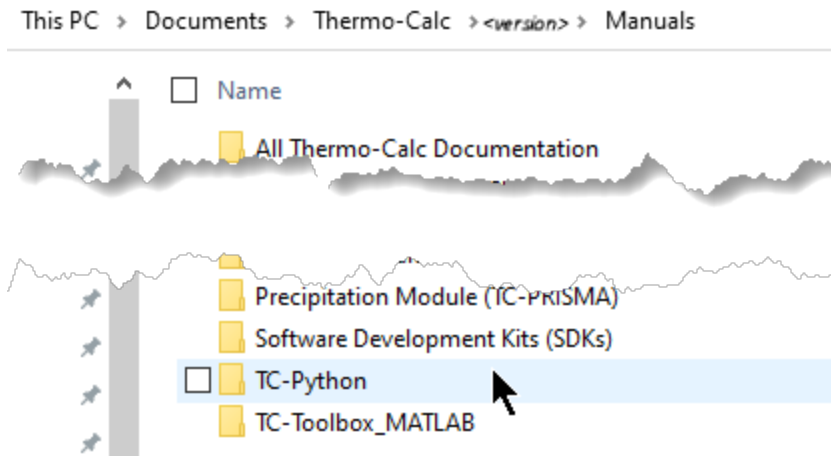 This PC > Documents > Thermo-Calc > <version> > Manuals
Name
All Thermo-Calc Documentation
Precipitation Module (TC-PRISMA)
Software Development Kits (SDKs)
TC-Python
TC-Toolbox_MATLAB